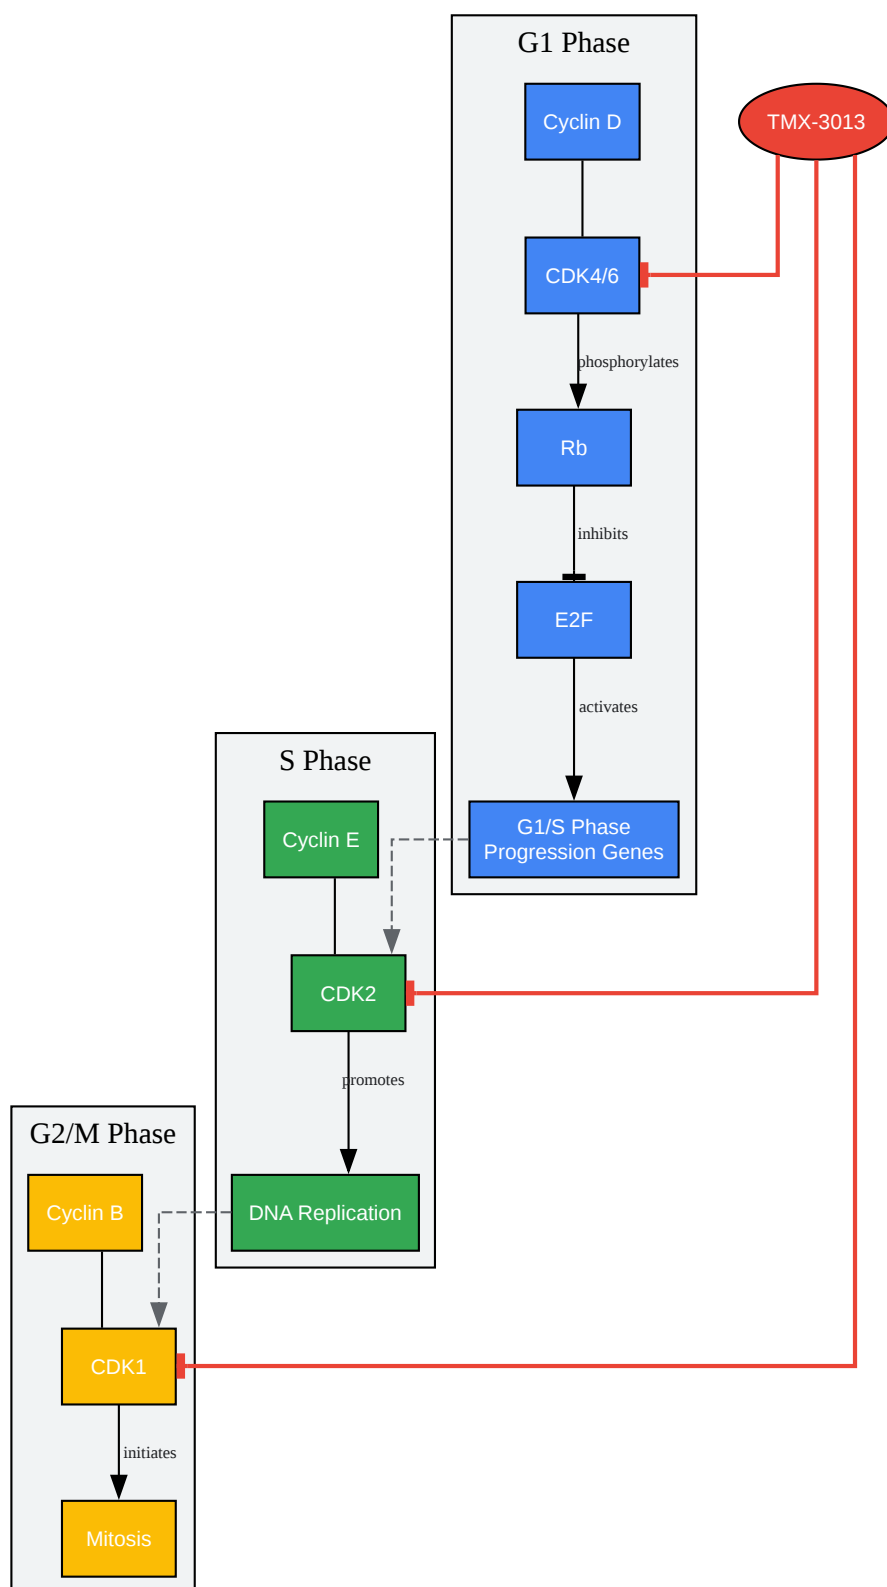 G1 Phase
Cyclin D
TMX-3013
CDK4/6
phosphorylates
Rb
inhibits
E2F
activates
G1/S Phase
Progression Genes
S Phase
Cyclin E
CDK2
promotes
DNA Replication
G2/M Phase
Cyclin B
CDK1
initiates
Mitosis